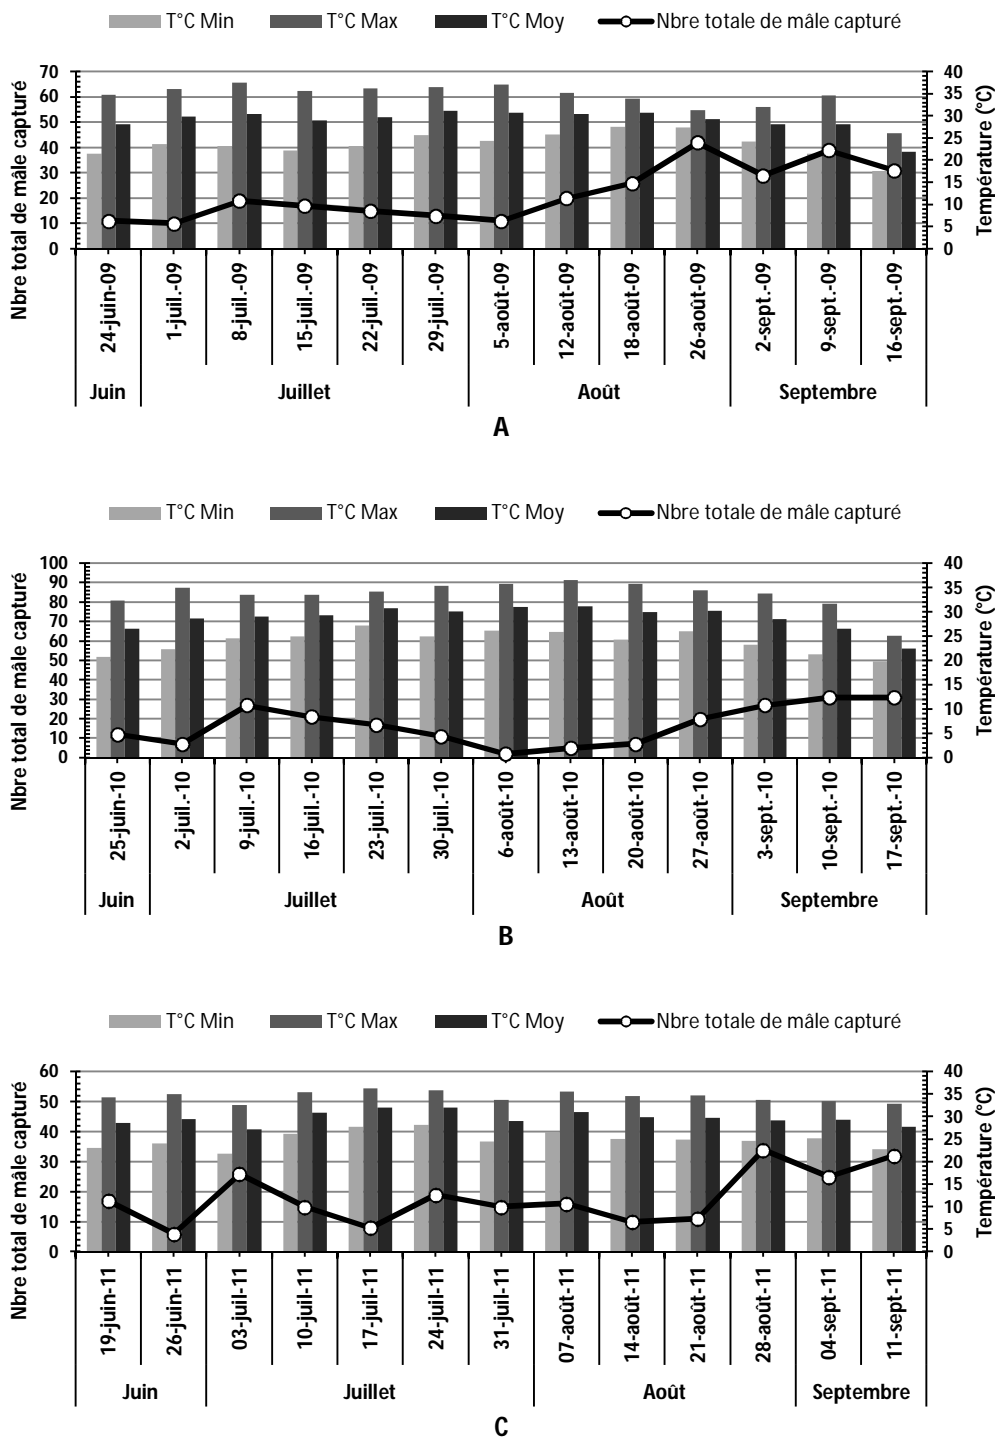 T°C Min T°C Max T°C Moy Nbre totale de mâle capturé
Nbre total de mâle capturé
70
60
50
40
30
20
10
0
40
35
30
25
20
15
10
5
0
Température (°C)
24-juin-09
1-juil.-09
8-juil.-09
15-juil.-09
22-juil.-09
29-juil.-09
5-août-09
12-août-09
18-août-09
26-août-09
2-sept.-09
9-sept.-09
16-sept.-09
Juin Juillet Août Septembre
A
T°C Min T°C Max T°C Moy Nbre totale de mâle capturé
Nbre total de mâle capturé
100
90
80
70
60
50
40
30
20
10
0
40
35
30
25
20
15
10
5
0
Température (°C)
25-juin-10
2-juil.-10
9-juil.-10
16-juil.-10
23-juil.-10
30-juil.-10
6-août-10
13-août-10
20-août-10
27-août-10
3-sept.-10
10-sept.-10
17-sept.-10
Juin Juillet Août Septembre
B
T°C Min T°C Max T°C Moy Nbre totale de mâle capturé
Nbre total de mâle capturé
60
50
40
30
20
10
0
40
35
30
25
20
15
10
5
0
Température (°C)
19-juin-11
26-juin-11
03-juil-11
10-juil-11
17-juil-11
24-juil-11
31-juil-11
07-août-11
14-août-11
21-août-11
28-août-11
04-sept-11
11-sept-11
Juin Juillet Août Septembre
C